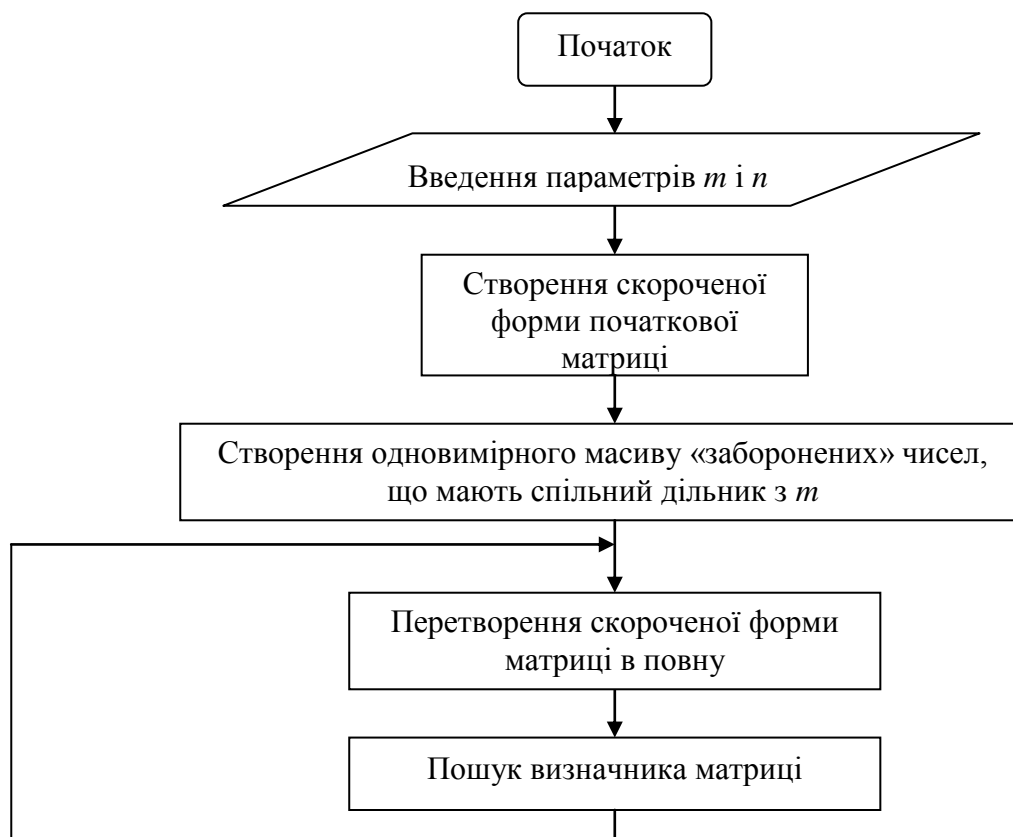 Початок
Введення параметрів m і n
Створення скороченої
форми початкової
матриці
Створення одновимірного масиву «заборонених» чисел,
що мають спільний дільник з m
Перетворення скороченої форми
матриці в повну
Пошук визначника матриці